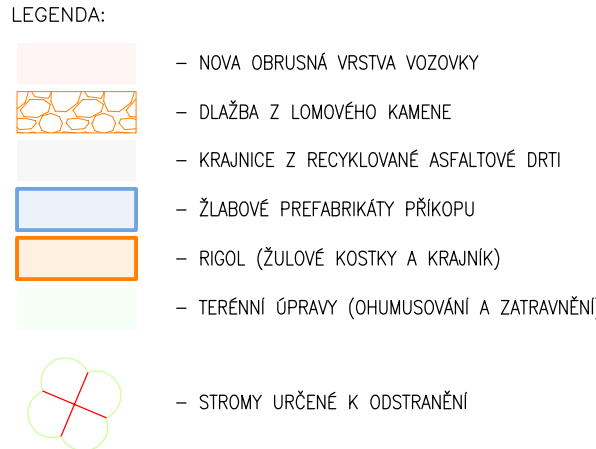 LEGENDA:
– NOVA OBRUSNÁ VRSTVA VOZOVKY
– DLAŽBA Z LOMOVÉHO KAMENE
– KRAJNICE Z RECYKLOVANÉ ASFALTOVÉ DRTI
– ŽLABOVÉ PREFABRIKÁTY PŘÍKOPU
– RIGOL (ŽULOVÉ KOSTKY A KRAJNÍK)
– TERÉNNÍ ÚPRAVY (OHUMUSOVÁNÍ A ZATRAVNĚNÍ)
– STROMY URČENÉ K ODSTRANĚNÍ